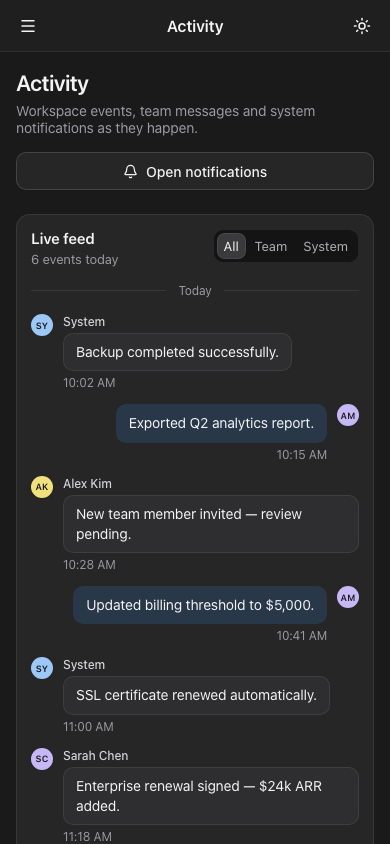 Activity
Activity
Workspace events, team messages and system
notifications as they happen.
Open notifications
Live feed
6 events today
All
Team
System
Today
SY
System
Backup completed successfully.
10:02 AM
Exported Q2 analytics report.
AM
10:15 AM
AK
Alex Kim
New team member invited — review
pending.
10:28 AM
Updated billing threshold to $5,000.
AM
10:41 AM
SY
System
SSL certificate renewed automatically.
11:00 AM
SC
Sarah Chen
Enterprise renewal signed — $24k ARR
added.
11:18 AM